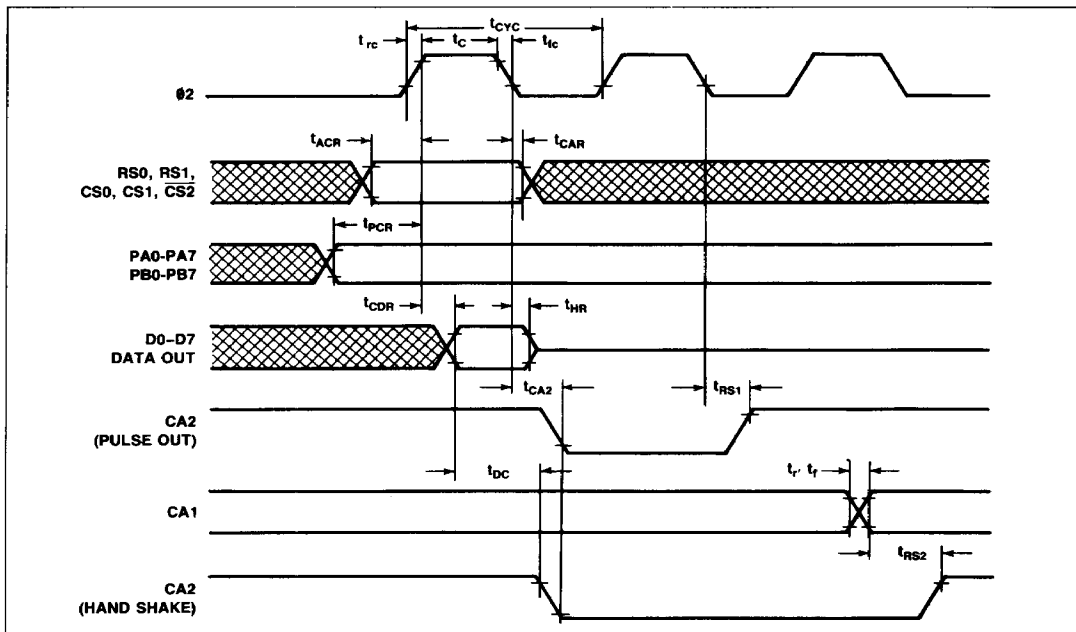 tCYC
trc
tC
tfc
ø2
tACR
tCAR
RS0, RS1,
CS0, CS1, CS2
tPCR
PA0-PA7
PB0-PB7
tCDR
tHR
D0-D7
DATA OUT
tCA2
tRS1
CA2
(PULSE OUT)
tDC
tr, tf
CA1
tRS2
CA2
(HAND SHAKE)